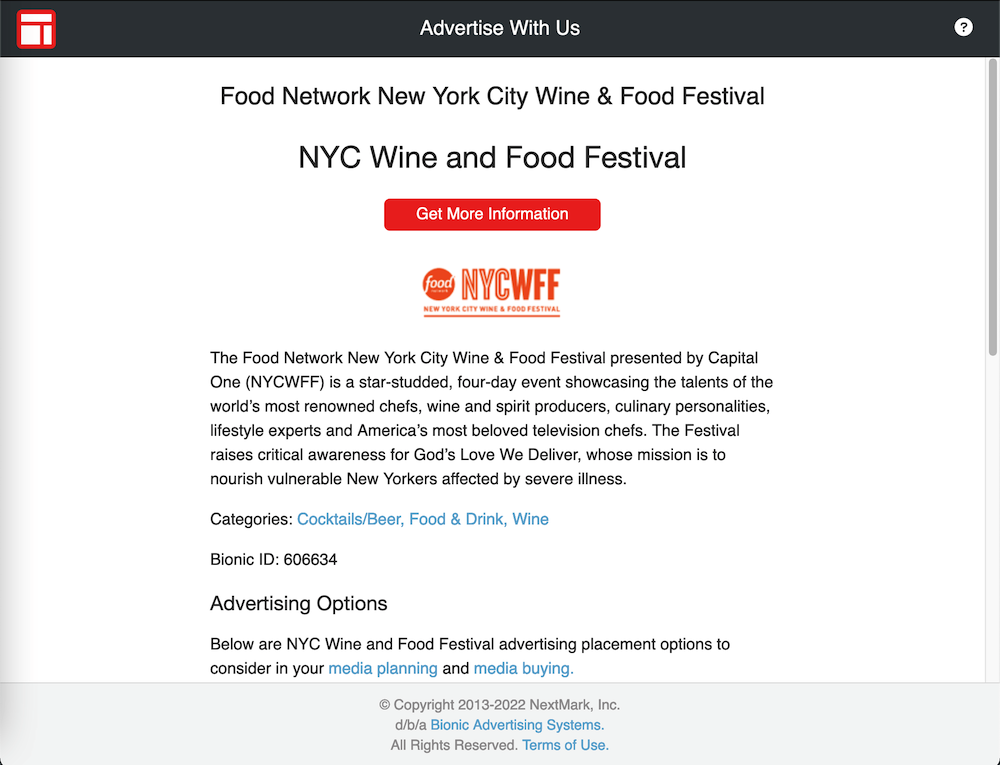 Advertise With Us
?
Food Network New York City Wine & Food Festival
NYC Wine and Food Festival
Get More Information
food network NYCWFF
NEW YORK CITY WINE & FOOD FESTIVAL
The Food Network New York City Wine & Food Festival presented by Capital
One (NYCWFF) is a star-studded, four-day event showcasing the talents of the
world's most renowned chefs, wine and spirit producers, culinary personalities,
lifestyle experts and America's most beloved television chefs. The Festival
raises critical awareness for God's Love We Deliver, whose mission is to
nourish vulnerable New Yorkers affected by severe illness.
Categories: Cocktails/Beer, Food & Drink, Wine
Bionic ID: 606634
Advertising Options
Below are NYC Wine and Food Festival advertising placement options to
consider in your media planning and media buying.
© Copyright 2013-2022 NextMark, Inc.
d/b/a Bionic Advertising Systems.
All Rights Reserved. Terms of Use.